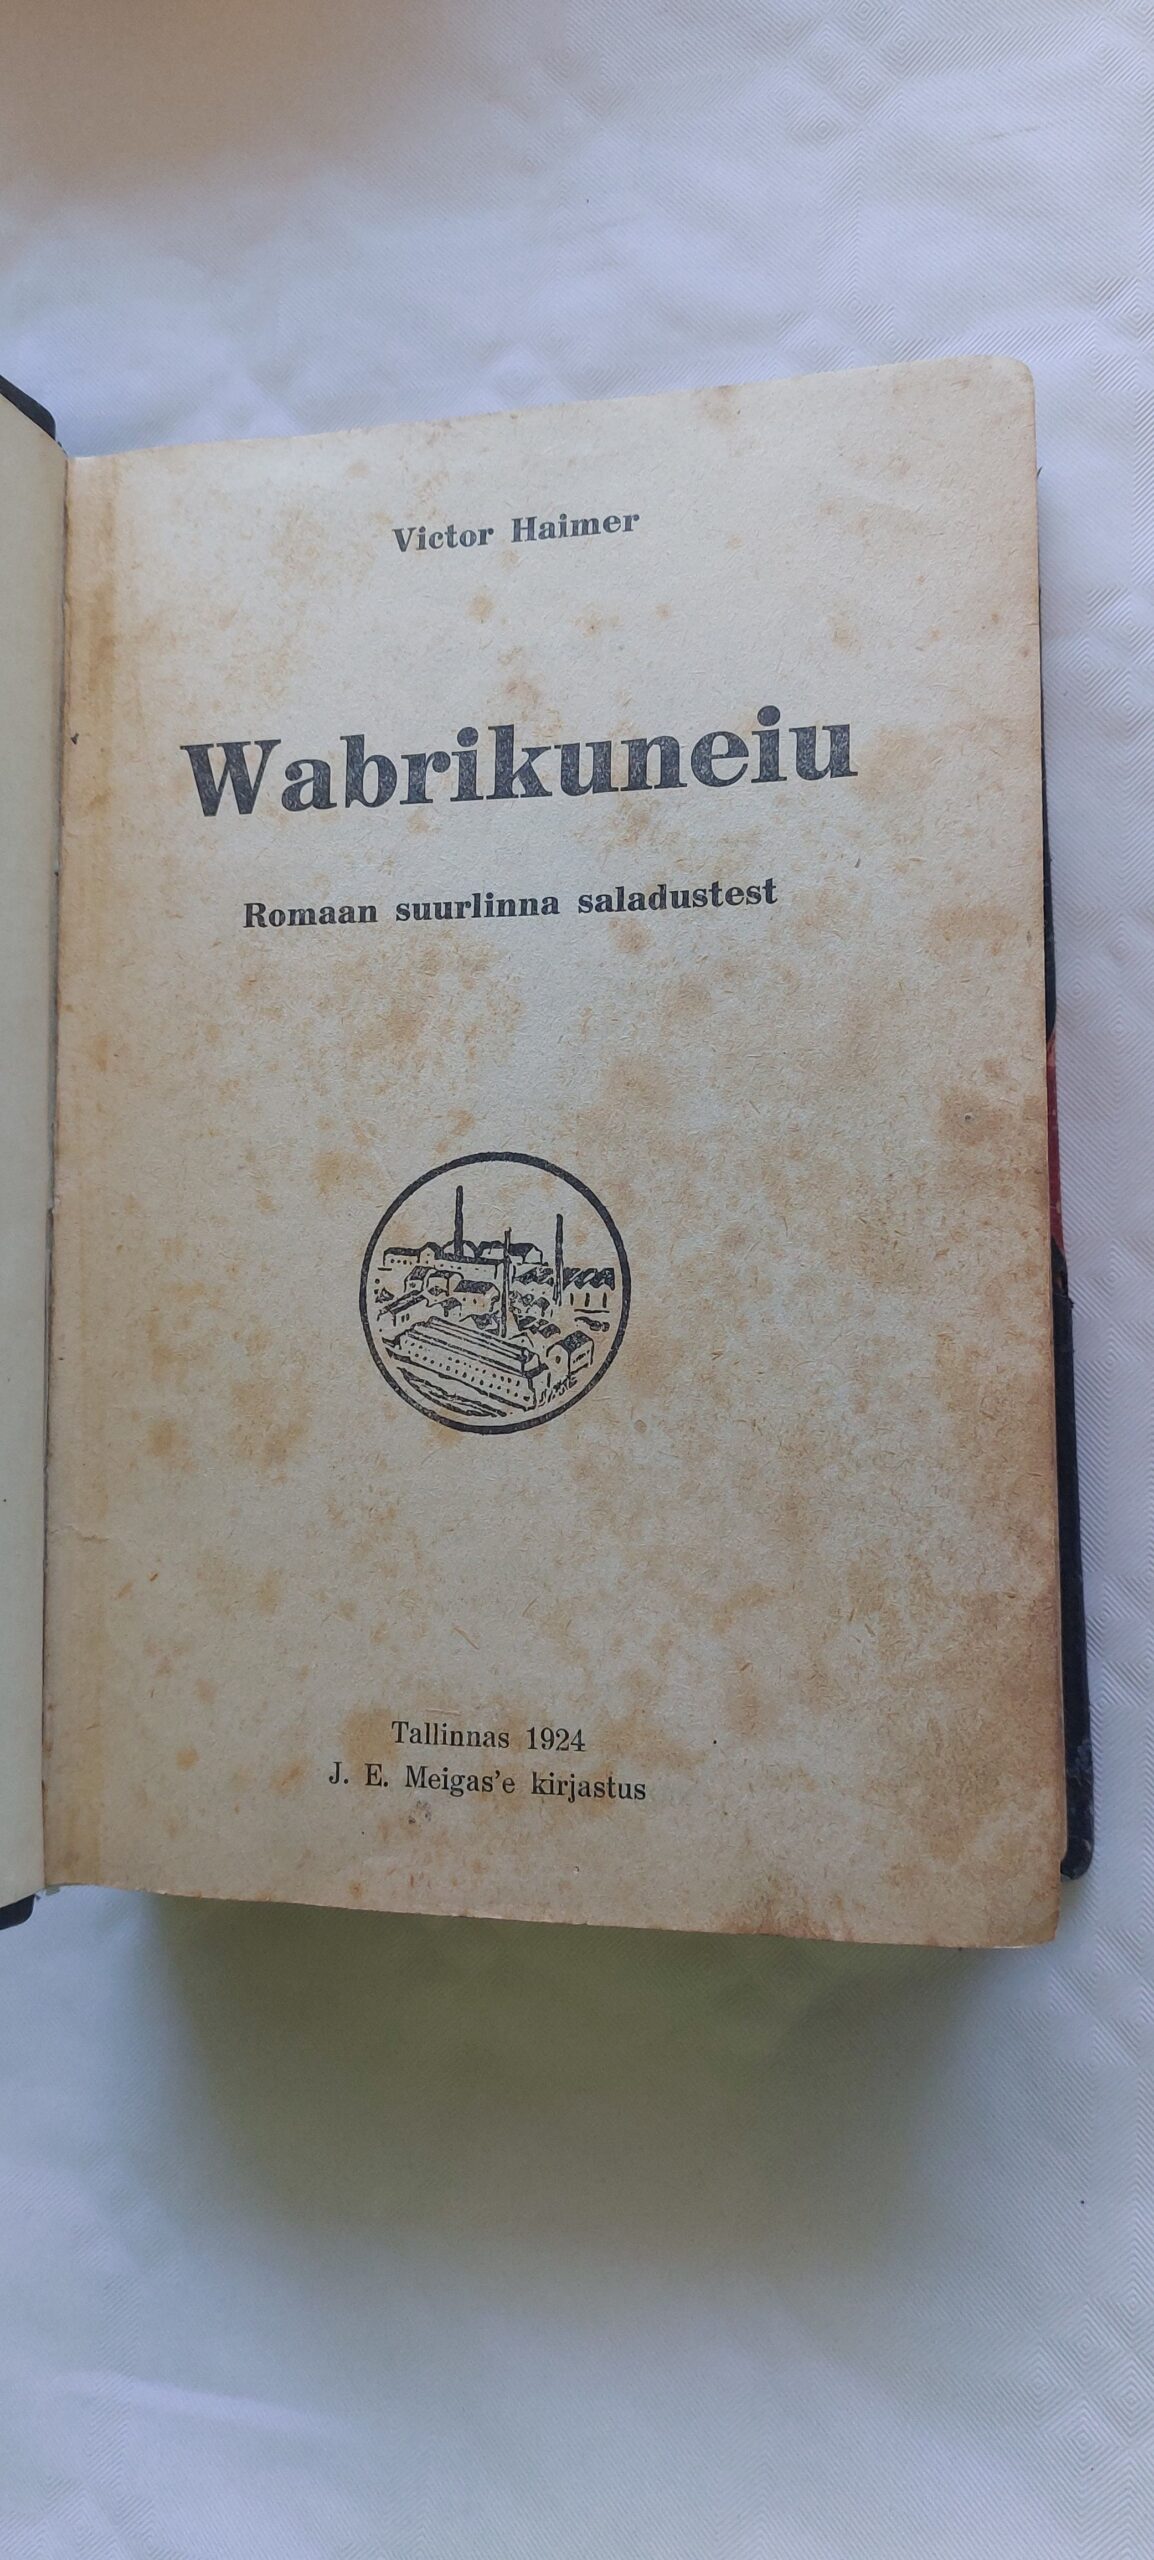 Victor Haimer
Wabrikuneiu
Romaan suurlinna saladustest
Tallinnas 1924
J. E. Meigas'e kirjastus